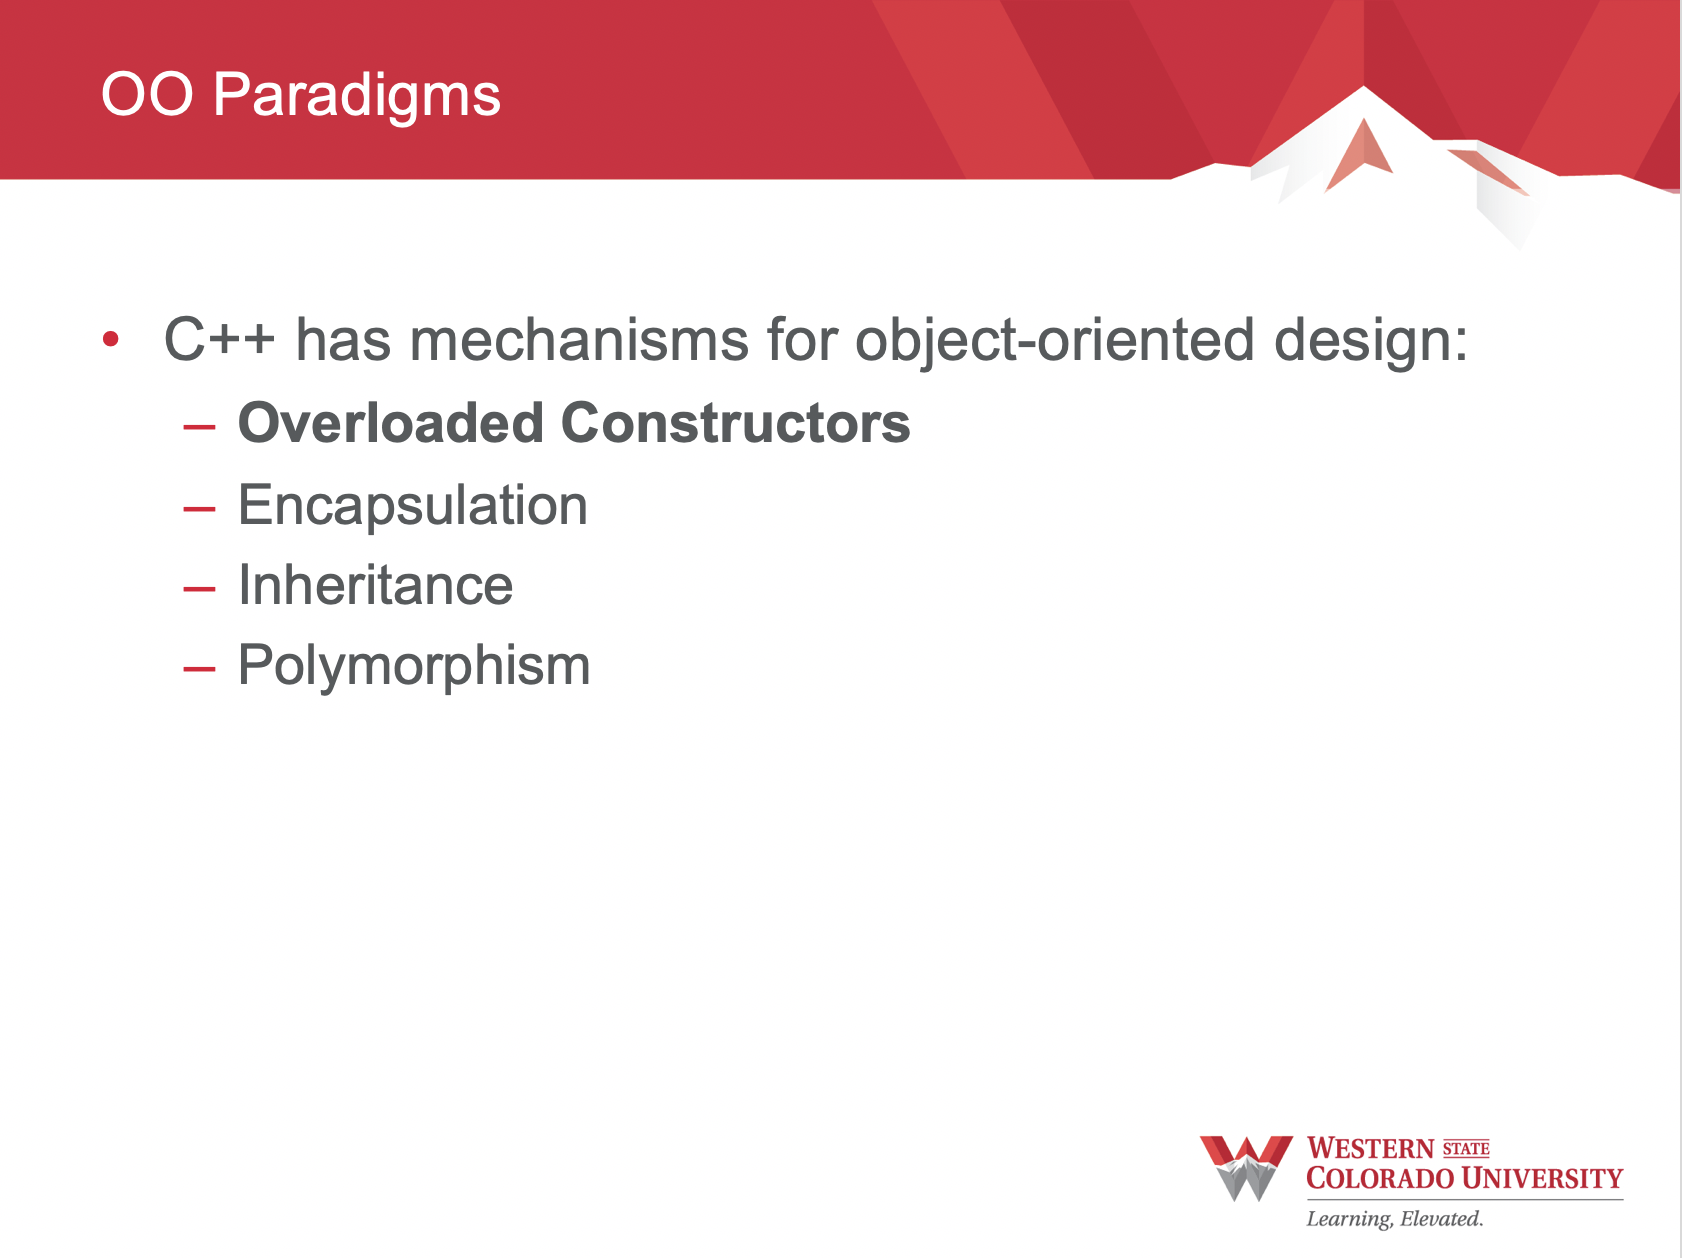 OO Paradigms
• C++ has mechanisms for object-oriented design:
– Overloaded Constructors
– Encapsulation
– Inheritance
– Polymorphism
WESTERN STATE
COLORADO UNIVERSITY
Learning, Elevated.